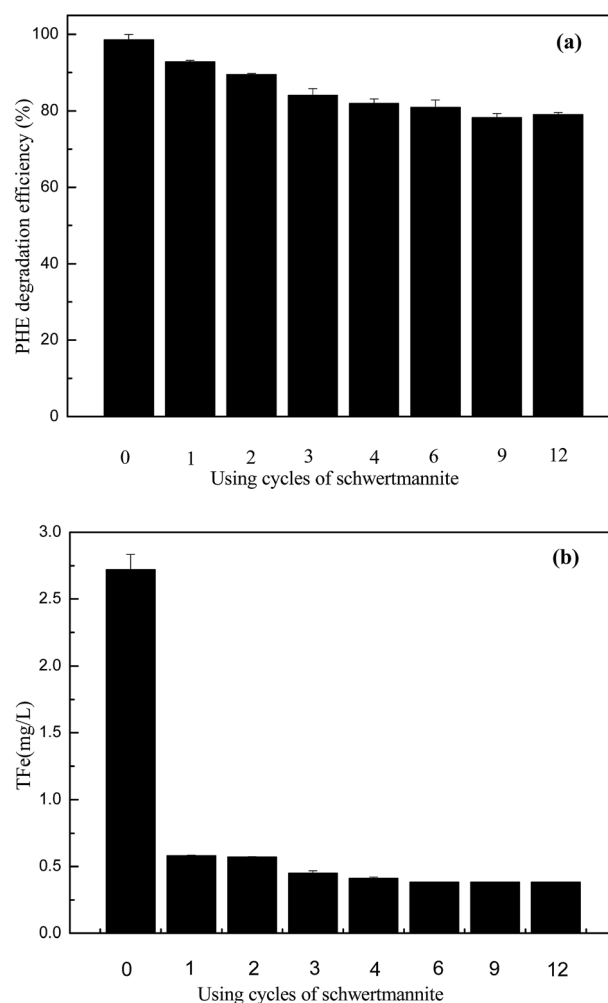 (a)
PHE degradation efficiency (%)
100
80
60
40
20
0
0 1 2 3 4 6 9 12
Using cycles of schwertmannite
(b)
TFe(mg/L)
3.0
2.5
2.0
1.5
1.0
0.5
0.0
0 1 2 3 4 6 9 12
Using cycles of schwertmannite